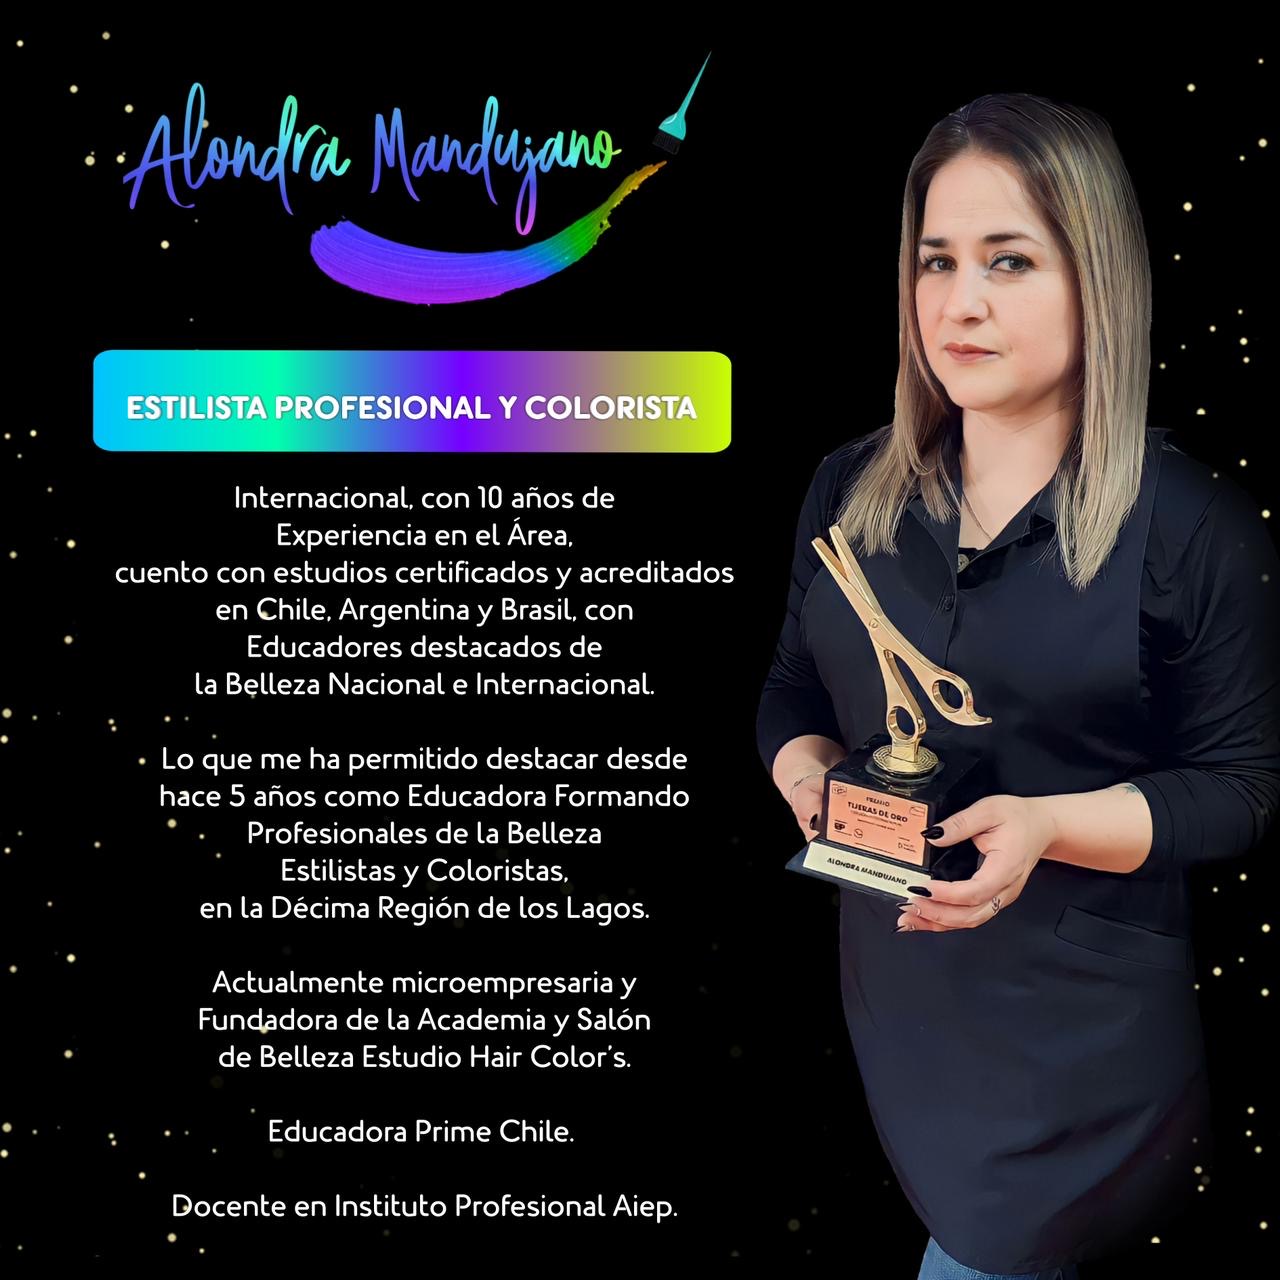 Alondra Mandujano
ESTILISTA PROFESIONAL Y COLORISTA
Internacional, con 10 años de
Experiencia en el Área,
cuento con estudios certificados y acreditados
en Chile, Argentina y Brasil, con
Educadores destacados de
la Belleza Nacional e Internacional.
Lo que me ha permitido destacar desde
hace 5 años como Educadora Formando
Profesionales de la Belleza
Estilistas y Coloristas,
en la Décima Región de los Lagos.
Actualmente microempresaria y
Fundadora de la Academia y Salón
de Belleza Estudio Hair Color's.
Educadora Prime Chile.
Docente en Instituto Profesional Aiep.
PREMIO
TIJERAS DE ORO
ALONDRA MANDUJANO